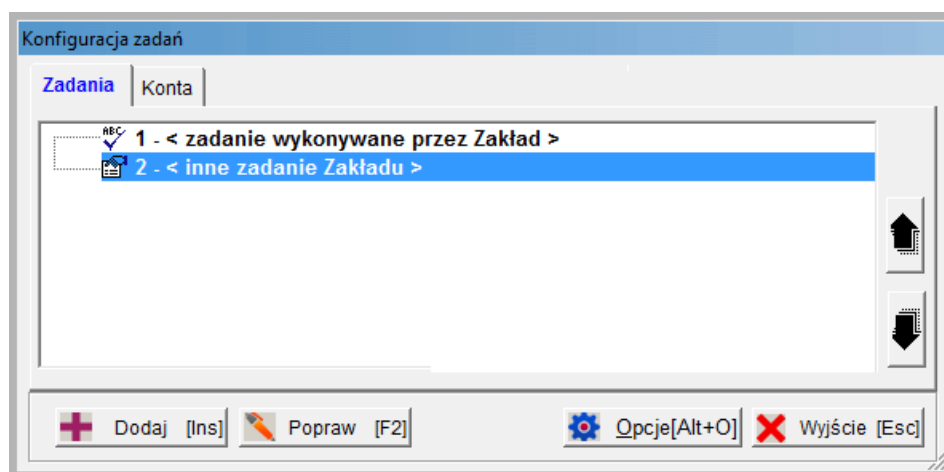 Konfiguracja zadań
Zadania Konta
ABC
1 - < zadanie wykonywane przez Zakład >
2 - < inne zadanie Zakładu >
Dodaj [Ins] Popraw [F2] Opcje[Alt+O] Wyjście [Esc]